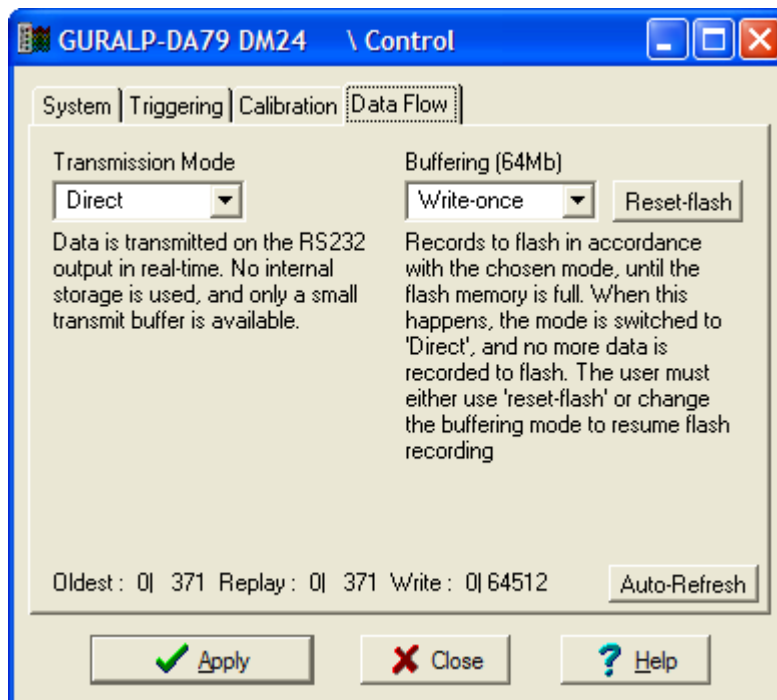 GURALP-DA79 DM24 \ Control
System Triggering Calibration Data Flow
Transmission Mode
Direct
Data is transmitted on the RS232
output in real-time. No internal
storage is used, and only a small
transmit buffer is available.
Buffering (64Mb)
Write-once Reset-flash
Records to flash in accordance
with the chosen mode, until the
flash memory is full. When this
happens, the mode is switched to
'Direct', and no more data is
recorded to flash. The user must
either use 'reset-flash' or change
the buffering mode to resume flash
recording
Oldest : 0| 371 Replay : 0| 371 Write : 0| 64512 Auto-Refresh
Apply Close ? Help